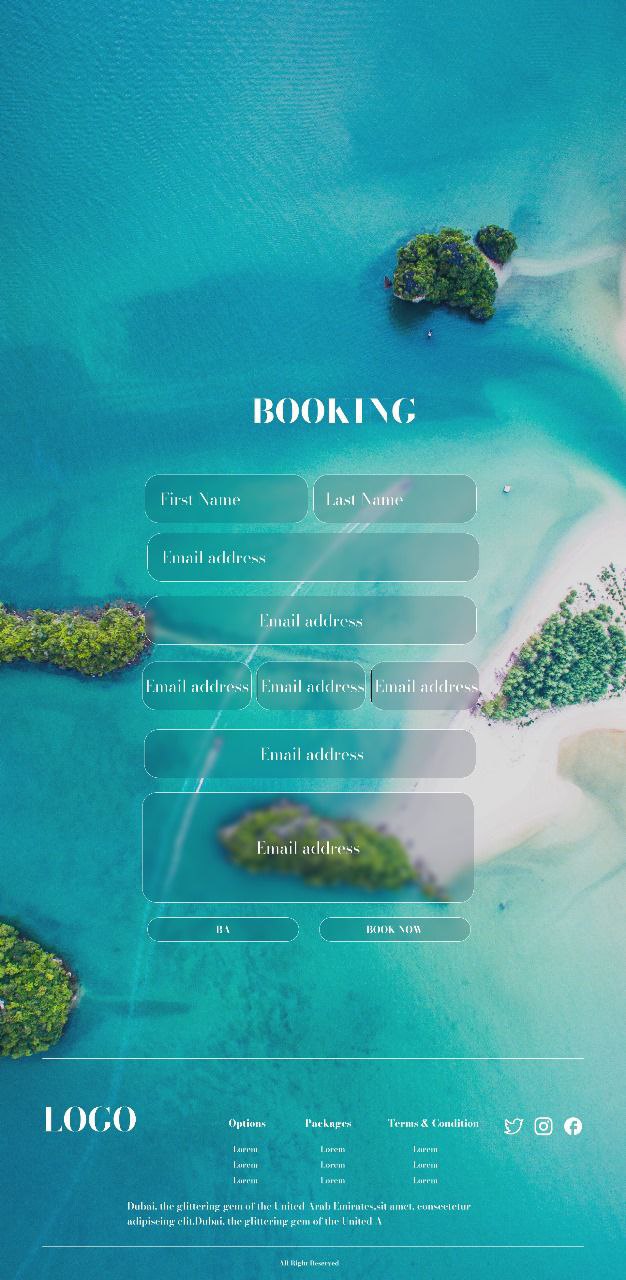 BOOKING
First Name Last Name
Email address
Email address
Email address Email address Email address
Email address
Email address
BA BOOK NOW
LOGO
Options Packages Terms & Condition
Lorem Lorem Lorem
Lorem Lorem Lorem
Lorem Lorem Lorem
Dubai, the glittering gem of the United Arab Emirates,sit amet, consectetur
adipiscing elit.Dubai, the glittering gem of the United A
All Right Reserved